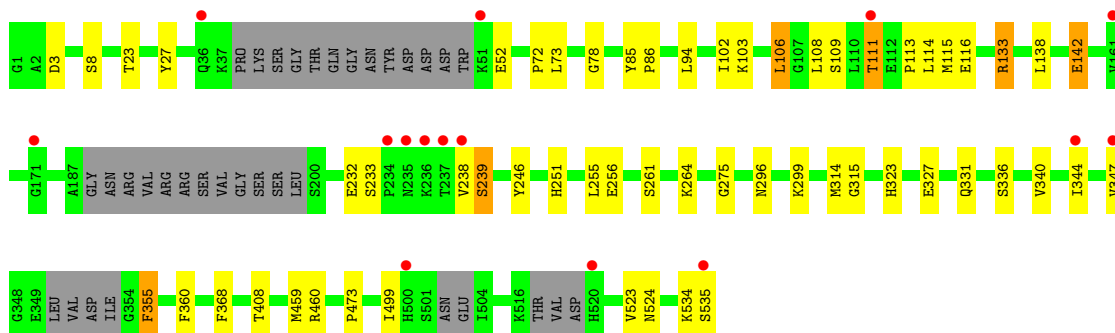 G1 A2 D3 S8 T23 Y27 Q36 K37 PRO LYS SER GLY THR GLN GLY ASN TYR ASP ASP ASP TRP K51 E52 P72 L73 G78 Y85 P86 L94 I102 K103 L106 G107 L108 S109 L110 T111 E112 P113 L114 M115 E116 R133 L138 E142 V161
G171 A187 GLY ASN ARG VAL ARG ARG SER VAL GLY SER SER LEU S200 E232 S233 P234 N235 K236 T237 V238 S239 Y246 H251 L255 E256 S261 K264 G275 N296 K299 M314 G315 H323 E327 Q331 S336 V340 I344 V347
G348 E349 LEU VAL ASP ILE G354 F355 F360 F368 T408 M459 R460 P473 I499 H500 S501 ASN GLU I504 K516 THR VAL ASP H520 V523 N524 K534 S535